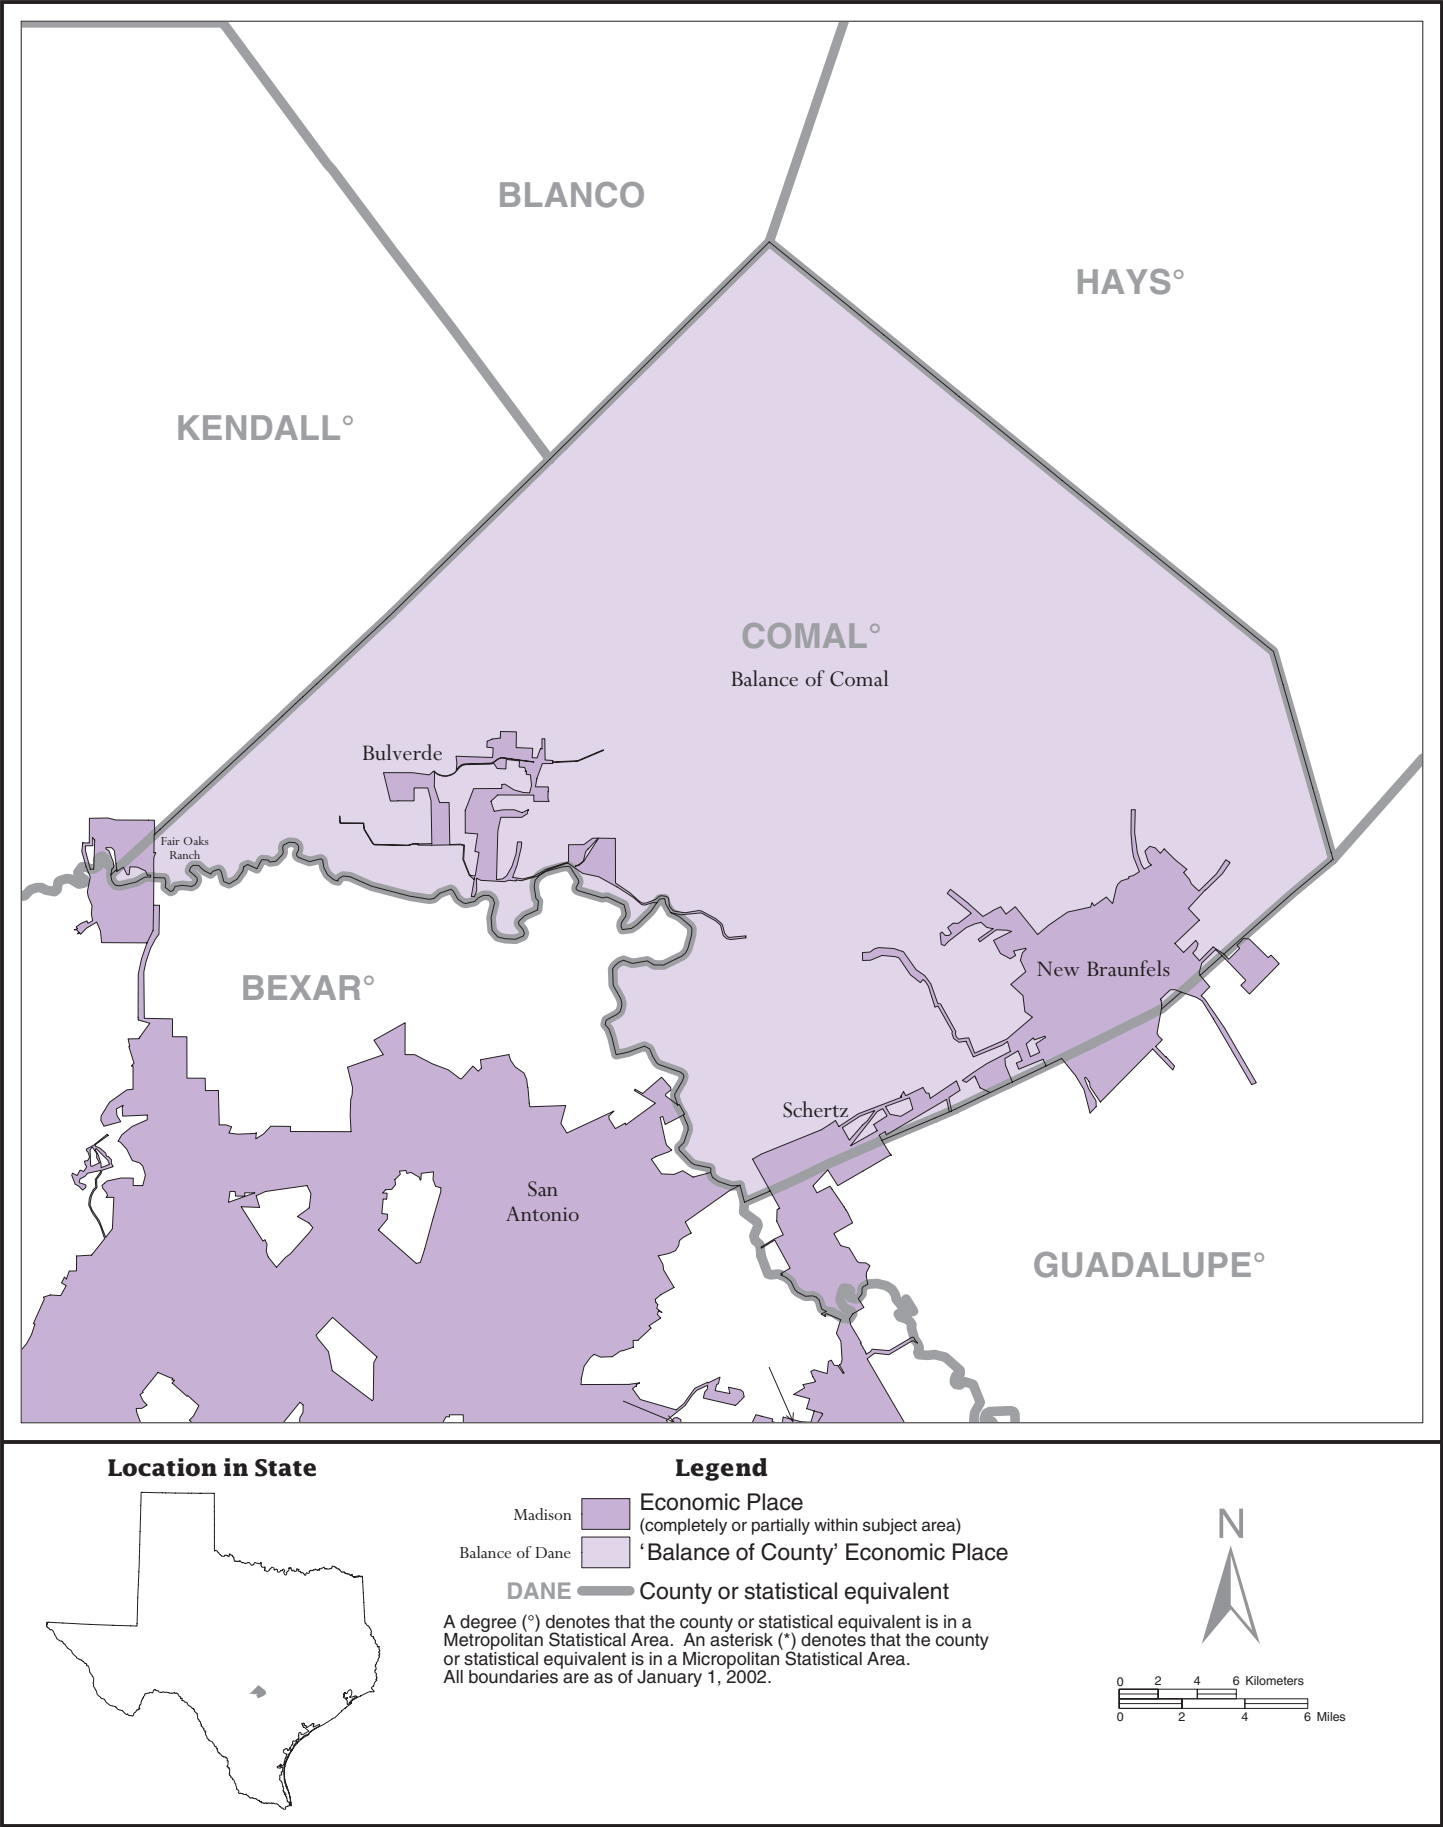 BLANCO
HAYS°
KENDALL°
COMAL°
Balance of Comal
Bulverde
Fair Oaks
Ranch
New Braunfels
BEXAR°
Schertz
San
Antonio
GUADALUPE°
Location in State
Legend
Madison
Economic Place
(completely or partially within subject area)
Balance of Dane
‘Balance of County’ Economic Place
DANE
County or statistical equivalent
A degree (°) denotes that the county or statistical equivalent is in a
Metropolitan Statistical Area. An asterisk (*) denotes that the county
or statistical equivalent is in a Micropolitan Statistical Area.
All boundaries are as of January 1, 2002.
N
0 2 4 6 Kilometers
0 2 4 6 Miles